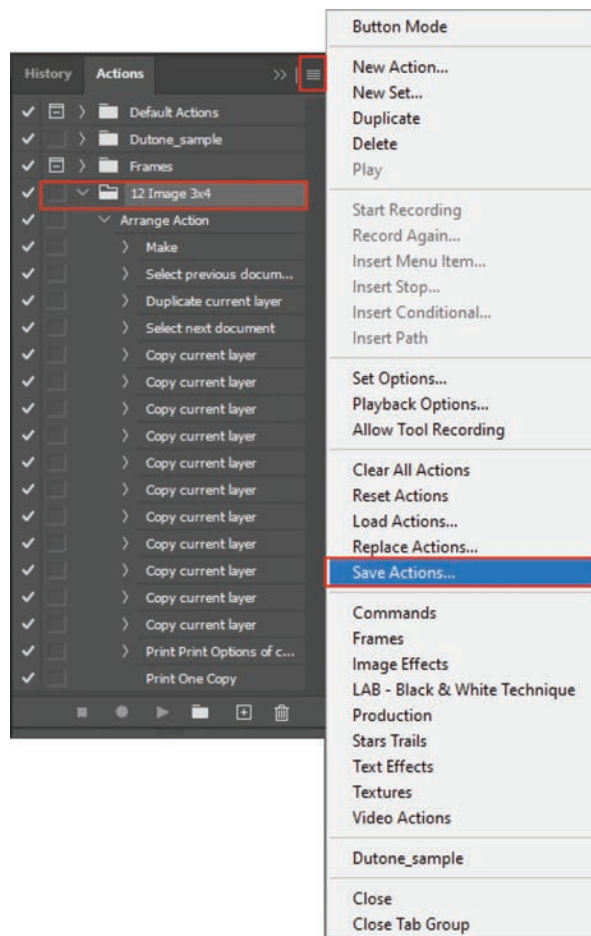 History
Actions
Default Actions
Dutone_sample
Frames
12 Image 3x4
Arrange Action
Make
Select previous docum...
Duplicate current layer
Select next document
Copy current layer
Copy current layer
Copy current layer
Copy current layer
Copy current layer
Copy current layer
Copy current layer
Copy current layer
Copy current layer
Copy current layer
Copy current layer
Print Print Options of c...
Print One Copy
Button Mode
New Action...
New Set...
Duplicate
Delete
Play
Start Recording
Record Again...
Insert Menu Item...
Insert Stop...
Insert Conditional...
Insert Path
Set Options...
Playback Options...
Allow Tool Recording
Clear All Actions
Reset Actions
Load Actions...
Replace Actions...
Save Actions...
Commands
Frames
Image Effects
LAB - Black & White Technique
Production
Stars Trails
Text Effects
Textures
Video Actions
Dutone_sample
Close
Close Tab Group